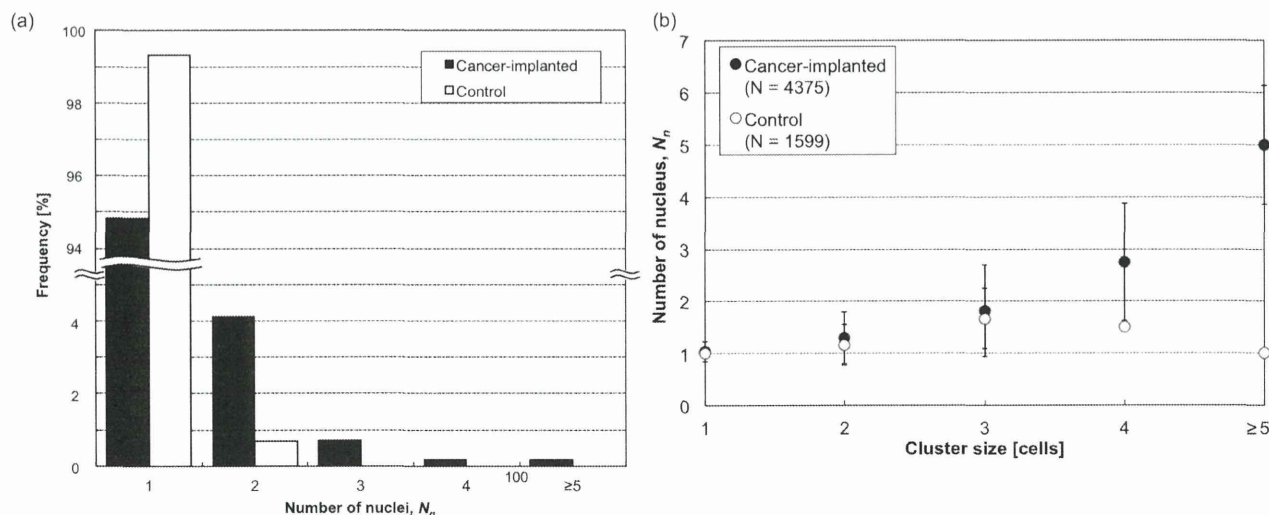 (a)
100
99
98
96
94
4
2
0
Frequency [%]
Cancer-implanted
Control
1
2
3
4
100
≥5
Number of nuclei, Nn
(b)
7
6
5
4
3
2
1
0
Number of nucleus, Nn
Cancer-implanted
(N = 4375)
Control
(N = 1599)
1
2
3
4
≥5
Cluster size [cells]